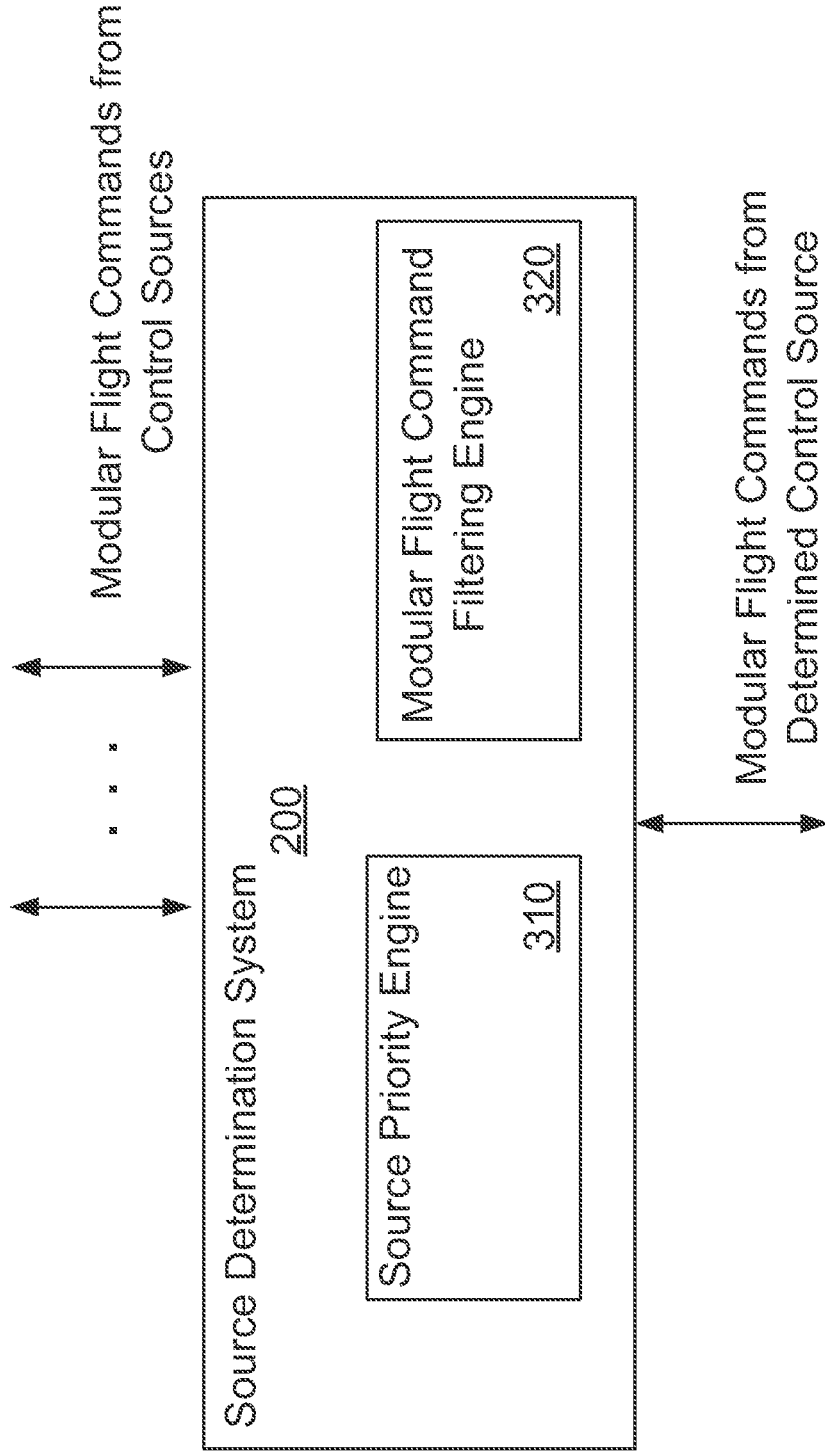 Modular Flight Commands from
Control Sources
Source Determination System
200
Source Priority Engine
310
Modular Flight Command
Filtering Engine
320
Modular Flight Commands from
Determined Control Source